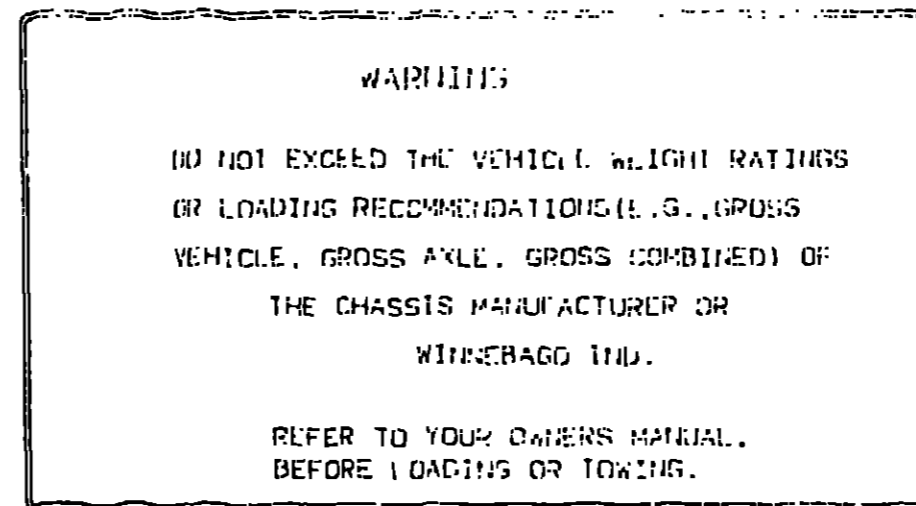 WARNING
DO NOT EXCEED THE VEHICLE WEIGHT RATINGS
OR LOADING RECOMMENDATIONS(E.G.,GROSS
VEHICLE, GROSS AXLE, GROSS COMBINED) OF
THE CHASSIS MANUFACTURER OR
WINNEBAGO IND.
REFER TO YOUR OWNERS MANUAL.
BEFORE LOADING OR TOWING.